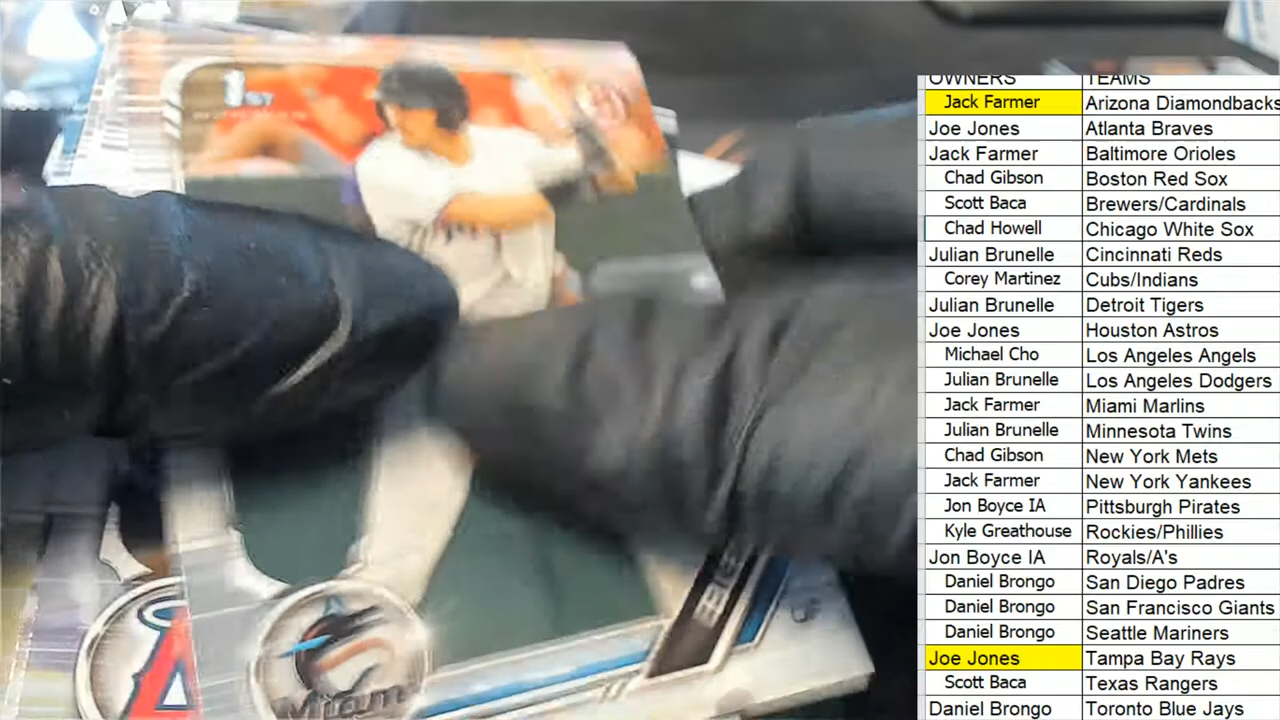 OWNERS TEAMS
Jack Farmer Arizona Diamondbacks
Joe Jones Atlanta Braves
Jack Farmer Baltimore Orioles
Chad Gibson Boston Red Sox
Scott Baca Brewers/Cardinals
Chad Howell Chicago White Sox
Julian Brunelle Cincinnati Reds
Corey Martinez Cubs/Indians
Julian Brunelle Detroit Tigers
Joe Jones Houston Astros
Michael Cho Los Angeles Angels
Julian Brunelle Los Angeles Dodgers
Jack Farmer Miami Marlins
Julian Brunelle Minnesota Twins
Chad Gibson New York Mets
Jack Farmer New York Yankees
Jon Boyce IA Pittsburgh Pirates
Kyle Greathouse Rockies/Phillies
Jon Boyce IA Royals/A's
Daniel Brongo San Diego Padres
Daniel Brongo San Francisco Giants
Daniel Brongo Seattle Mariners
Joe Jones Tampa Bay Rays
Scott Baca Texas Rangers
Daniel Brongo Toronto Blue Jays
A
Miami